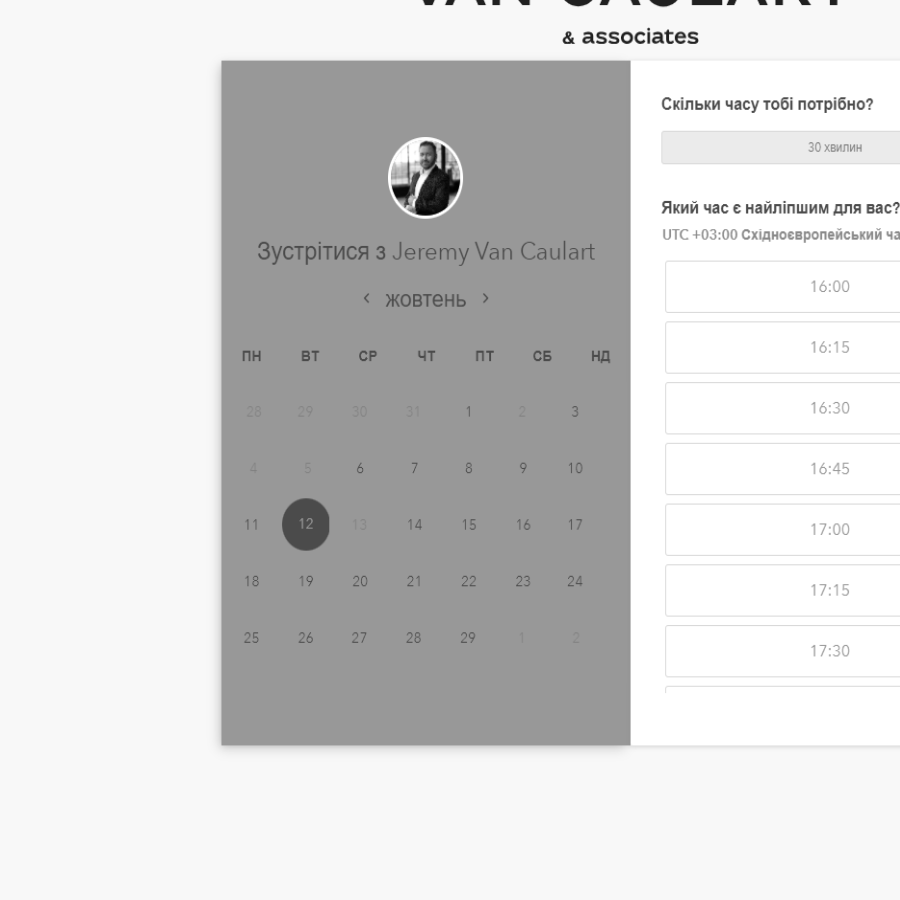 VAN CAULART
& associates
Зустрітися з Jeremy Van Caulart
‹ жовтень ›
ПН ВТ СР ЧТ ПТ СБ НД
28 29 30 31 1 2 3
4 5 6 7 8 9 10
11 12 13 14 15 16 17
18 19 20 21 22 23 24
25 26 27 28 29 1 2
Скільки часу тобі потрібно?
30 хвилин
Який час є найліпшим для вас?
UTC +03:00 Східноєвропейський ча
16:00
16:15
16:30
16:45
17:00
17:15
17:30